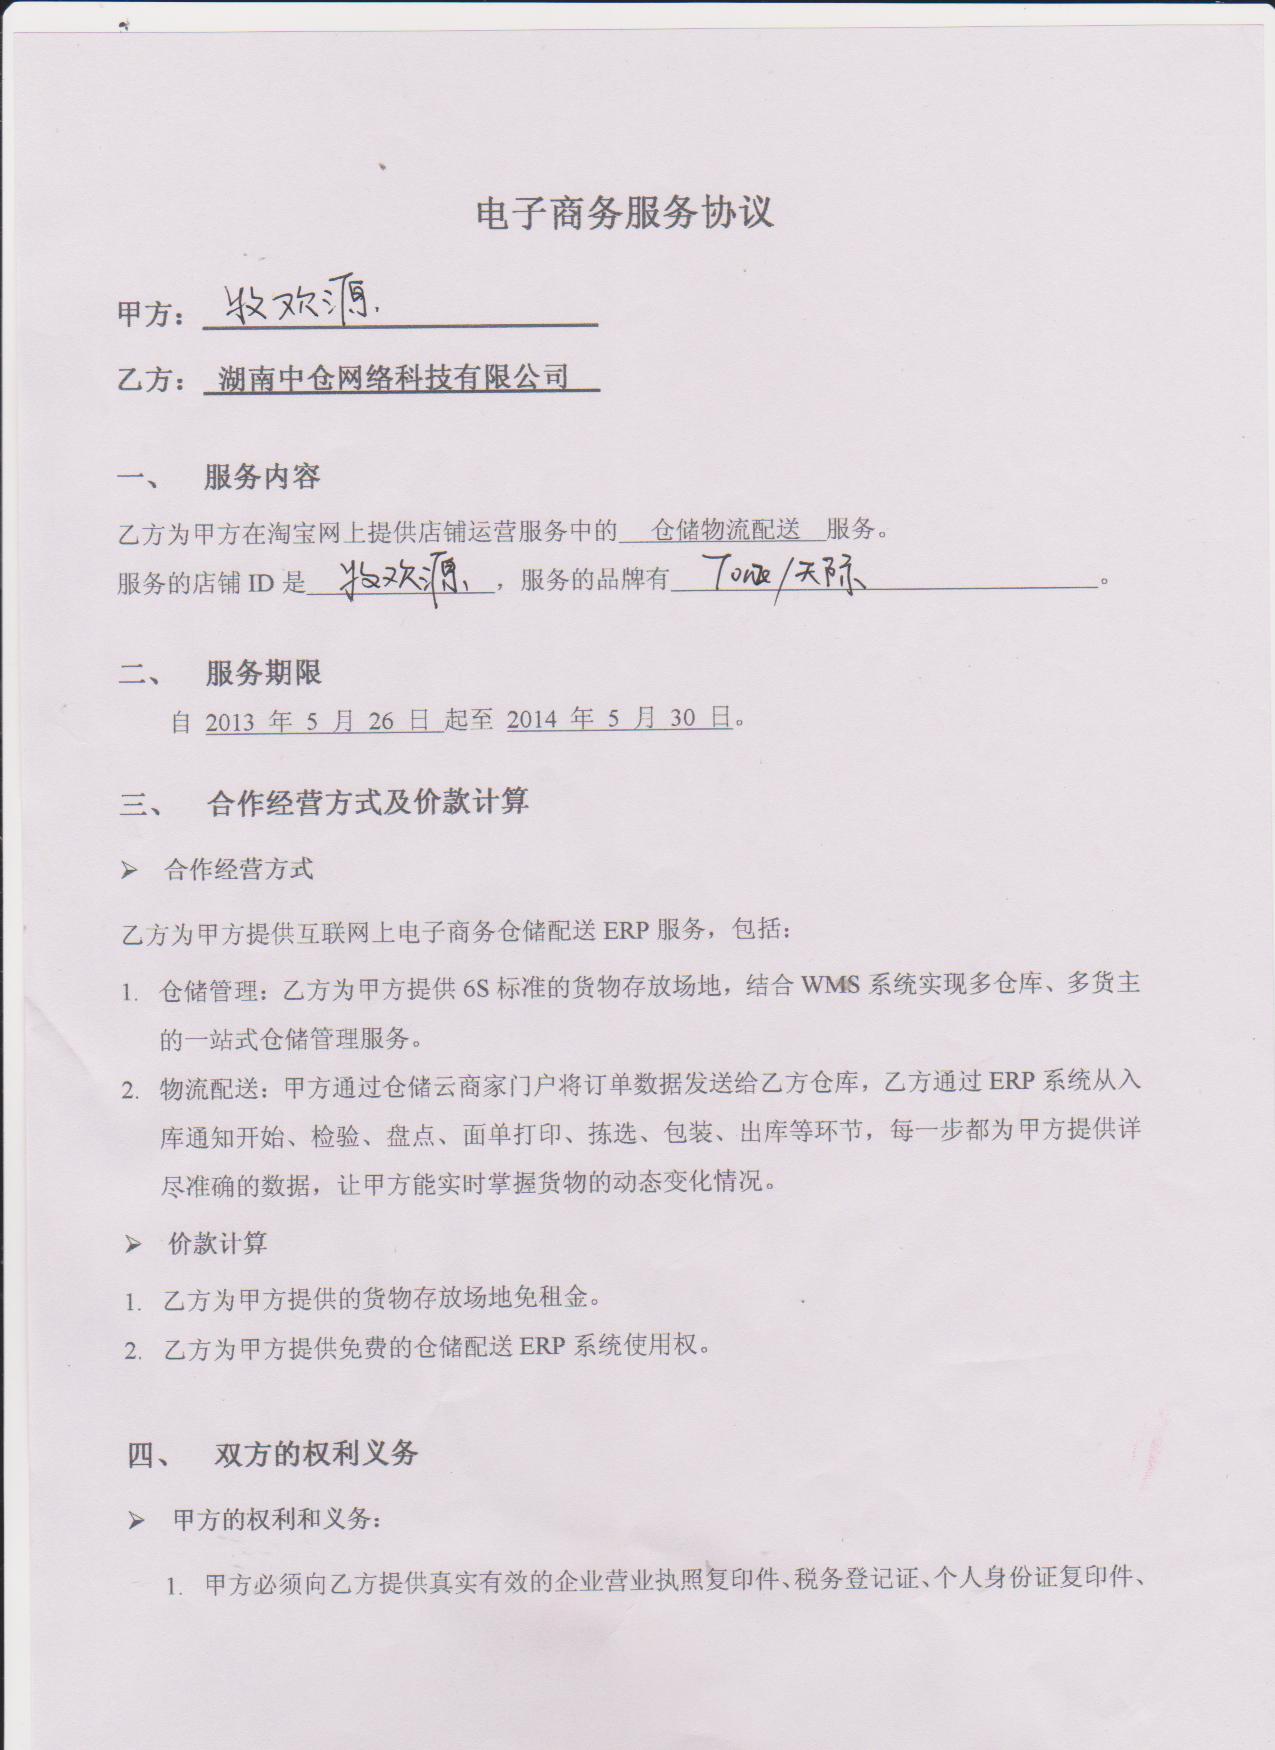 电子商务服务协议
甲方： 牧欢源
乙方： 湖南中仓网络科技有限公司
一、 服务内容
乙方为甲方在淘宝网上提供店铺运营服务中的 仓储物流配送 服务。
服务的店铺 ID 是 牧欢源 ，服务的品牌有 Tonze/天际 。
二、 服务期限
自 2013 年 5 月 26 日 起至 2014 年 5 月 30 日。
三、 合作经营方式及价款计算
➢ 合作经营方式
乙方为甲方提供互联网上电子商务仓储配送 ERP 服务，包括：
1. 仓储管理：乙方为甲方提供 6S 标准的货物存放场地，结合 WMS 系统实现多仓库、多货主
的一站式仓储管理服务。
2. 物流配送：甲方通过仓储云商家门户将订单数据发送给乙方仓库，乙方通过 ERP 系统从入
库通知开始、检验、盘点、面单打印、拣选、包装、出库等环节，每一步都为甲方提供详
尽准确的数据，让甲方能实时掌握货物的动态变化情况。
➢ 价款计算
1. 乙方为甲方提供的货物存放场地免租金。
2. 乙方为甲方提供免费的仓储配送 ERP 系统使用权。
四、 双方的权利义务
➢ 甲方的权利和义务：
1. 甲方必须向乙方提供真实有效的企业营业执照复印件、税务登记证、个人身份证复印件、